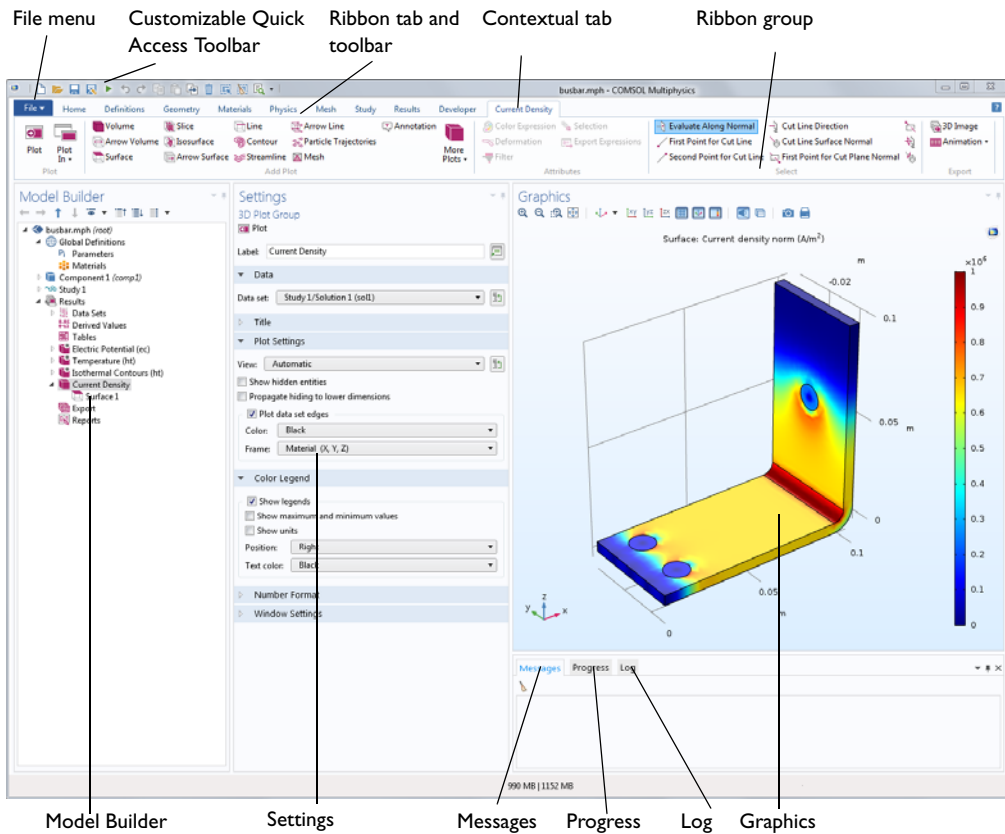 File menu
Customizable Quick
Access Toolbar
Ribbon tab and
toolbar
Contextual tab
Ribbon group
busbar.mph - COMSOL Multiphysics
File Home Definitions Geometry Materials Physics Mesh Study Results Developer Current Density
Plot
Plot
In
Plot
Volume
Arrow Volume
Surface
Slice
Isosurface
Arrow Surface
Line
Contour
Streamline
Arrow Line
Particle Trajectories
Mesh
Annotation
More
Plots
Add Plot
Color Expression
Deformation
Filter
Selection
Export Expressions
Attributes
Evaluate Along Normal
First Point for Cut Line
Second Point for Cut Line
Cut Line Direction
Cut Line Surface Normal
First Point for Cut Plane Normal
Select
3D Image
Animation
Export
Model Builder
busbar.mph (root)
Global Definitions
Pi Parameters
Materials
Component 1 (comp1)
Study 1
Results
Data Sets
Derived Values
Tables
Electric Potential (ec)
Temperature (ht)
Isothermal Contours (ht)
Current Density
Surface 1
Export
Reports
Settings
3D Plot Group
Plot
Label: Current Density
Data
Data set: Study 1/Solution 1 (sol1)
Title
Plot Settings
View: Automatic
Show hidden entities
Propagate hiding to lower dimensions
Plot data set edges
Color: Black
Frame: Material (X, Y, Z)
Color Legend
Show legends
Show maximum and minimum values
Show units
Position: Right
Text color: Black
Number Format
Window Settings
Graphics
Surface: Current density norm (A/m²)
m
-0.02
0.1
0.05
m
0
0.1
0.05
m
0
z
y
x
×10⁶
1
0.9
0.8
0.7
0.6
0.5
0.4
0.3
0.2
0.1
0
Messages Progress Log
990 MB | 1152 MB
Model Builder
Settings
Messages
Progress
Log
Graphics